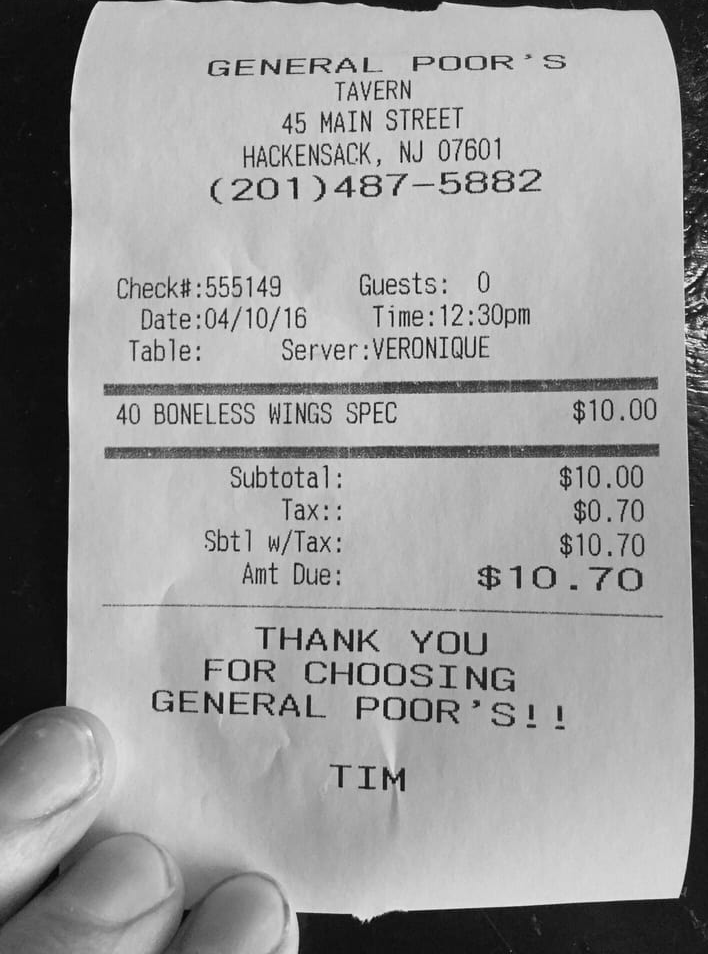 GENERAL POOR'S
TAVERN
45 MAIN STREET
HACKENSACK, NJ 07601
(201)487-5882
Check#:555149 Guests: 0
Date:04/10/16 Time:12:30pm
Table: Server:VERONIQUE
40 BONELESS WINGS SPEC $10.00
Subtotal: $10.00
Tax:: $0.70
Sbtl w/Tax: $10.70
Amt Due: $10.70
THANK YOU
FOR CHOOSING
GENERAL POOR'S!!
TIM